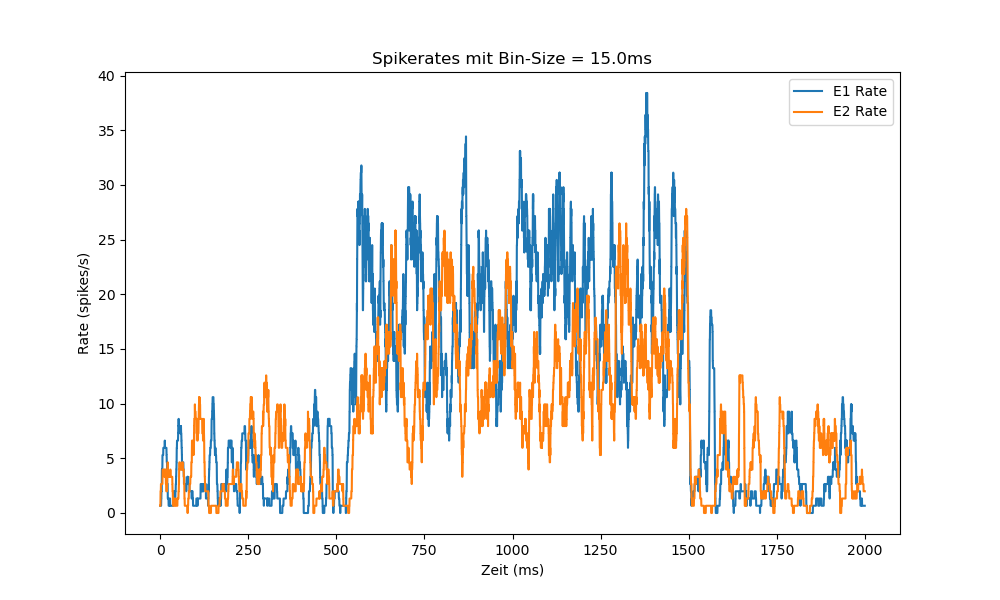 Spikerates mit Bin-Size = 15.0ms
E1 Rate
E2 Rate
Rate (spikes/s)
40
35
30
25
20
15
10
5
0
0 250 500 750 1000 1250 1500 1750 2000
Zeit (ms)